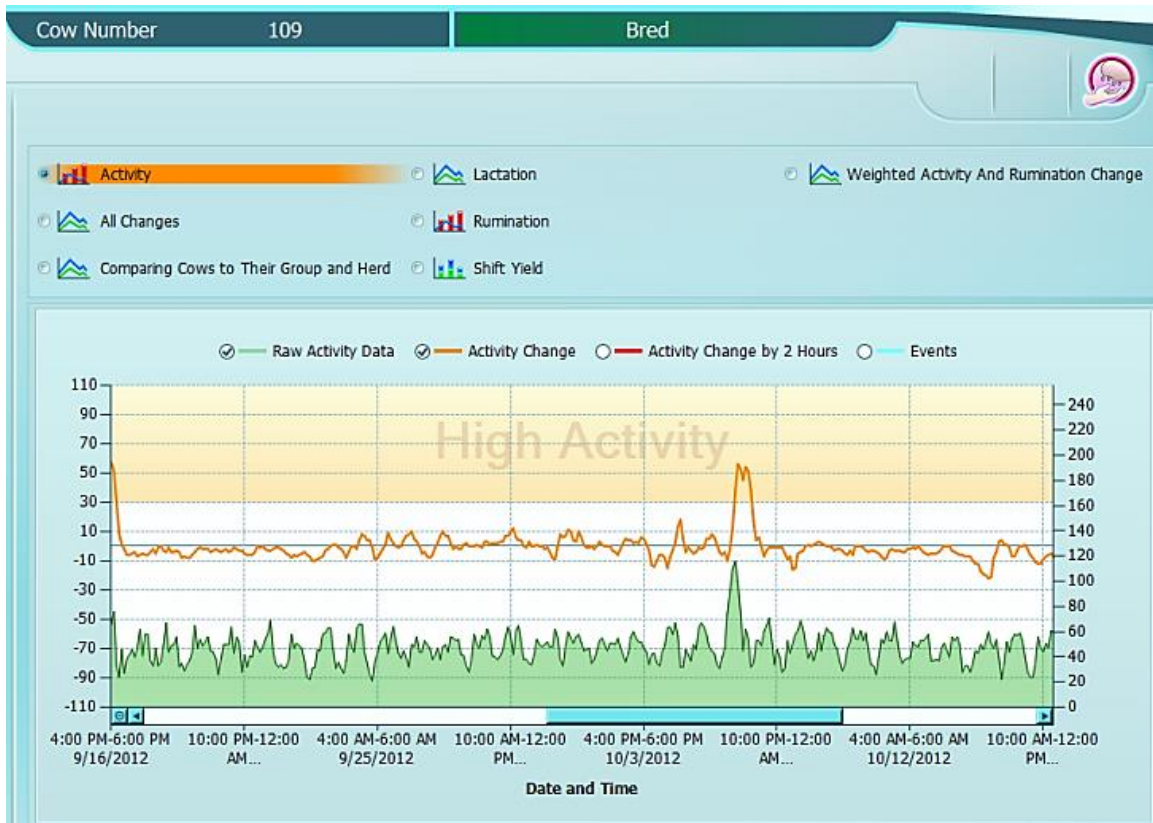 Cow Number 109 Bred
Activity Lactation Weighted Activity And Rumination Change
All Changes Rumination
Comparing Cows to Their Group and Herd Shift Yield
Raw Activity Data Activity Change Activity Change by 2 Hours Events
High Activity
110
90
70
50
30
10
-10
-30
-50
-70
-90
-110
240
220
200
180
160
140
120
100
80
60
40
20
0
4:00 PM-6:00 PM 10:00 PM-12:00 4:00 AM-6:00 AM 10:00 AM-12:00 4:00 PM-6:00 PM 10:00 PM-12:00 4:00 AM-6:00 AM 10:00 AM-12:00
9/16/2012 AM... 9/25/2012 PM... 10/3/2012 AM... 10/12/2012 PM...
Date and Time